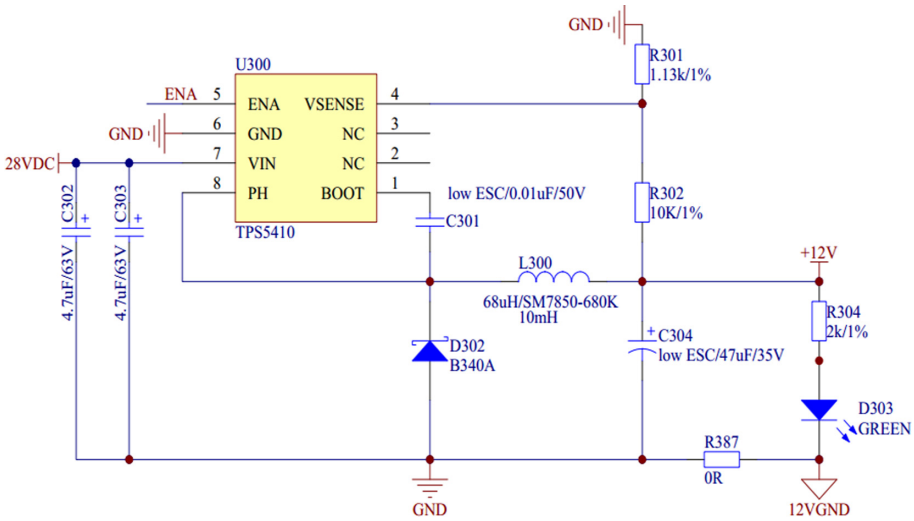 GND
R301
1.13k/1%
U300
ENA 5 ENA VSENSE 4
GND 6 GND NC 3
28VDC 7 VIN NC 2
8 PH BOOT 1
TPS5410
low ESC/0.01uF/50V
C301
R302
10K/1%
C302
4.7uF/63V
+
C303
4.7uF/63V
+
L300
68uH/SM7850-680K
10mH
+12V
R304
2k/1%
D302
B340A
+
C304
low ESC/47uF/35V
D303
GREEN
R387
0R
GND
12VGND